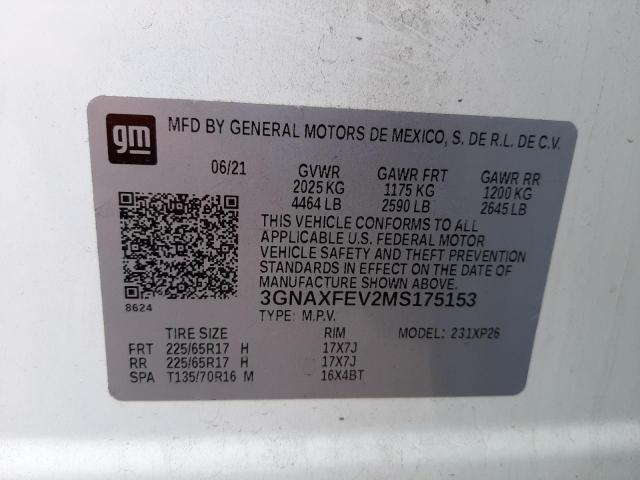 gm
MFD BY GENERAL MOTORS DE MEXICO, S. DE R.L. DE C.V.
06/21 GVWR GAWR FRT GAWR RR
2025 KG 1175 KG 1200 KG
4464 LB 2590 LB 2645 LB
THIS VEHICLE CONFORMS TO ALL
APPLICABLE U.S. FEDERAL MOTOR
VEHICLE SAFETY AND THEFT PREVENTION
STANDARDS IN EFFECT ON THE DATE OF
MANUFACTURE SHOWN ABOVE.
3GNAXFEV2MS175153
8624
TYPE: M.P.V.
TIRE SIZE RIM MODEL: 231XP26
FRT 225/65R17 H 17X7J
RR 225/65R17 H 17X7J
SPA T135/70R16 M 16X4BT